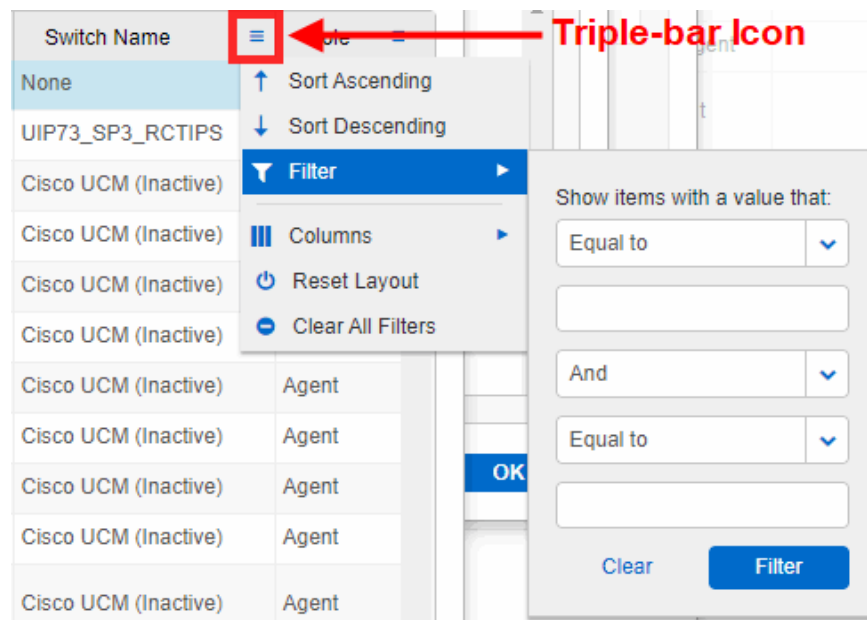 Switch Name
Triple-bar Icon
None
Sort Ascending
UIP73_SP3_RCTIPS
Sort Descending
Cisco UCM (Inactive)
Filter
Show items with a value that:
Cisco UCM (Inactive)
Columns
Equal to
Cisco UCM (Inactive)
Reset Layout
Cisco UCM (Inactive)
Clear All Filters
Cisco UCM (Inactive) Agent
And
Cisco UCM (Inactive) Agent
Equal to
Cisco UCM (Inactive) Agent
OK
Cisco UCM (Inactive) Agent
Clear
Filter
Cisco UCM (Inactive) Agent